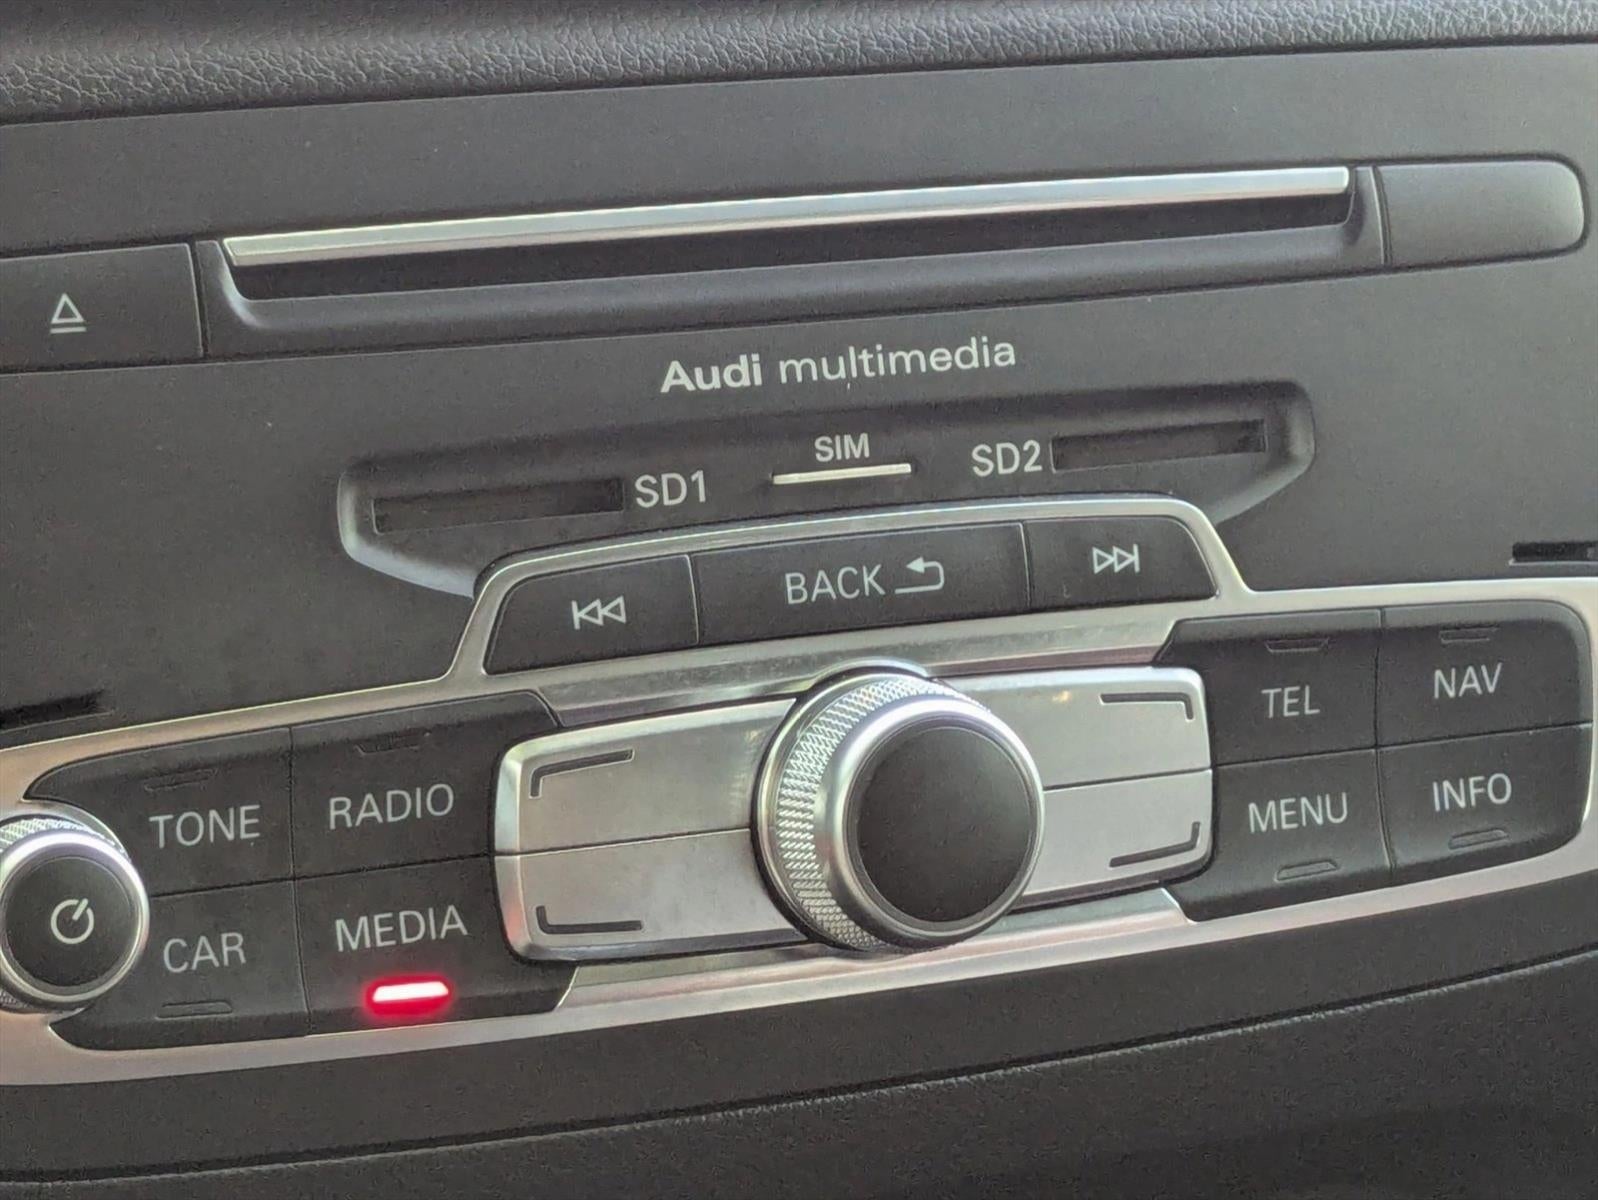 Audi multimedia
SD1
SIM
SD2
BACK
TONE
RADIO
CAR
MEDIA
TEL
NAV
MENU
INFO